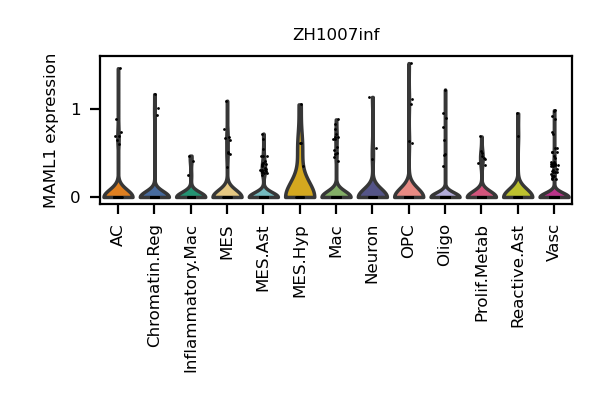 ZH1007inf
MAML1 expression
1
0
AC
Chromatin.Reg
Inflammatory.Mac
MES
MES.Ast
MES.Hyp
Mac
Neuron
OPC
Oligo
Prolif.Metab
Reactive.Ast
Vasc